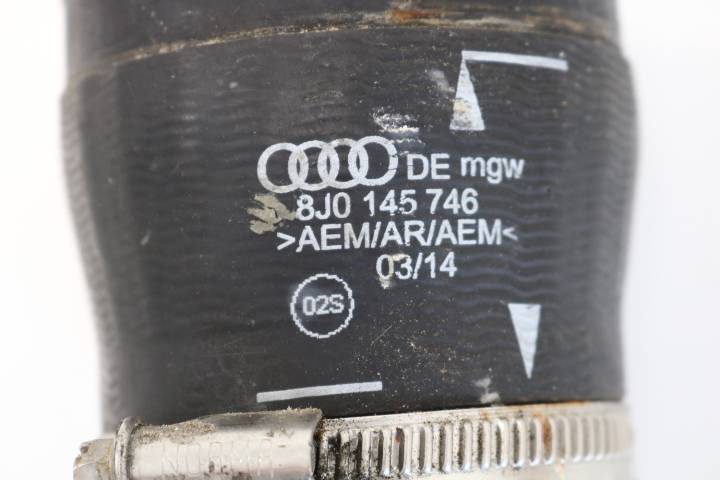 DE mgw
8J0 145 746
>AEM/AR/AEM<
03/14
02S